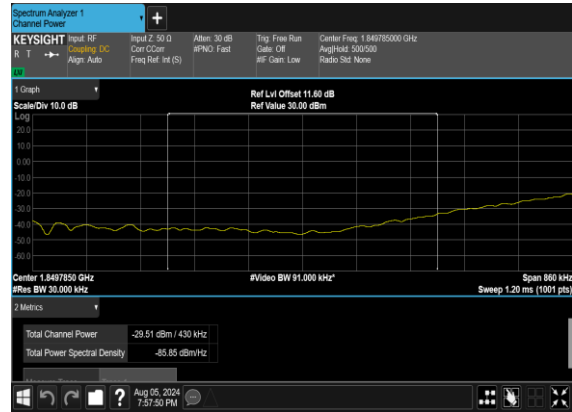 Spectrum Analyzer 1
Channel Power
+
KEYSIGHT Input: RF Input Z: 50 Ω Atten: 30 dB Trig: Free Run Center Freq: 1.849785000 GHz
R T Coupling: DC Corr CCorr #PNO: Fast Gate: Off Avg|Hold: 500/500
Align: Auto Freq Ref: Int (S) #IF Gain: Low Radio Std: None
1 Graph
Ref Lvl Offset 11.60 dB
Scale/Div 10.0 dB Ref Value 30.00 dBm
Log
20.0
10.0
0.00
-10.0
-20.0
-30.0
-40.0
-50.0
-60.0
Center 1.8497850 GHz #Video BW 91.000 kHz* Span 860 kHz
#Res BW 30.000 kHz Sweep 1.20 ms (1001 pts)
2 Metrics
Total Channel Power -29.51 dBm / 430 kHz
Total Power Spectral Density -85.85 dBm/Hz
? Aug 05, 2024
7:57:50 PM